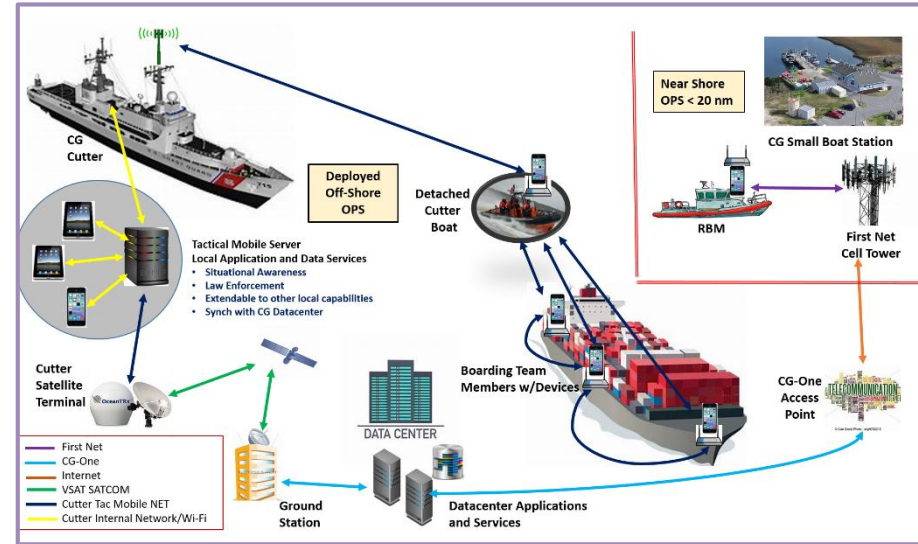 CG
Cutter
Deployed
Off-Shore
OPS
Detached
Cutter
Boat
Near Shore
OPS < 20 nm
CG Small Boat Station
RBM
First Net
Cell Tower
Tactical Mobile Server
Local Application and Data Services
• Situational Awareness
• Law Enforcement
• Extendable to other local capabilities
• Synch with CG Datacenter
Cutter
Satellite
Terminal
OceanTRx
DATA CENTER
Boarding Team
Members w/Devices
CG-One
Access
Point
TELECOMMUNICATION
First Net
CG-One
Internet
VSAT SATCOM
Cutter Tac Mobile NET
Cutter Internal Network/Wi-Fi
Ground
Station
Datacenter Applications
and Services